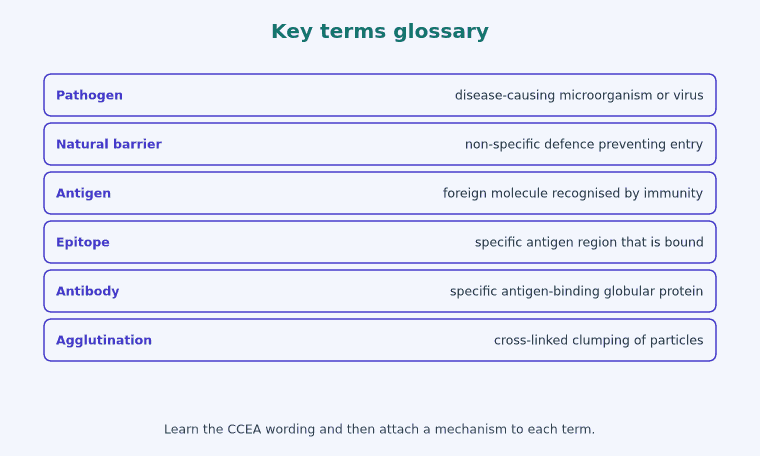 Key terms glossary
Pathogen disease-causing microorganism or virus
Natural barrier non-specific defence preventing entry
Antigen foreign molecule recognised by immunity
Epitope specific antigen region that is bound
Antibody specific antigen-binding globular protein
Agglutination cross-linked clumping of particles
Learn the CCEA wording and then attach a mechanism to each term.